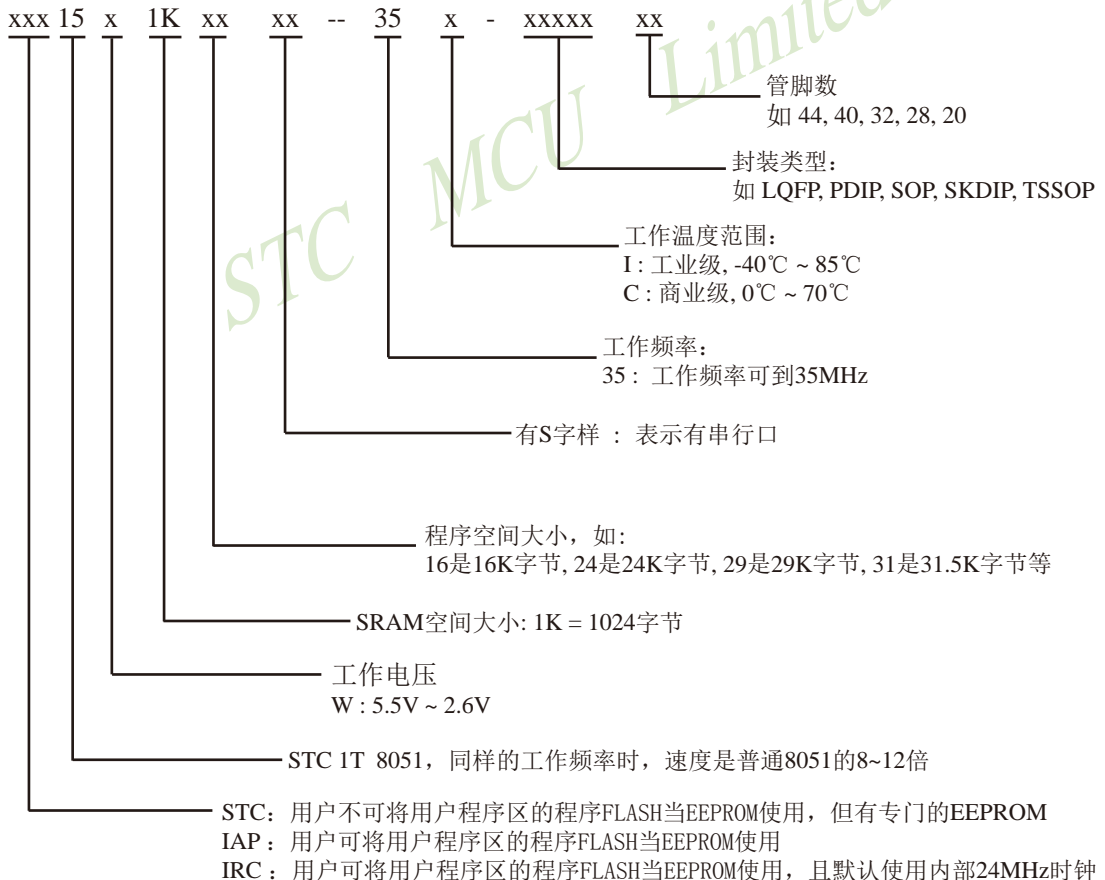 xxx 15 x 1K xx xx -- 35 x - xxxxx xx
管脚数
如 44, 40, 32, 28, 20
封装类型：
如 LQFP, PDIP, SOP, SKDIP, TSSOP
工作温度范围：
I : 工业级, -40℃ ~ 85℃
C : 商业级, 0℃ ~ 70℃
工作频率：
35 : 工作频率可到35MHz
有S字样 : 表示有串行口
程序空间大小，如:
16是16K字节, 24是24K字节, 29是29K字节, 31是31.5K字节等
SRAM空间大小: 1K = 1024字节
工作电压
W : 5.5V ~ 2.6V
STC 1T 8051，同样的工作频率时，速度是普通8051的8~12倍
STC：用户不可将用户程序区的程序FLASH当EEPROM使用，但有专门的EEPROM
IAP：用户可将用户程序区的程序FLASH当EEPROM使用
IRC：用户可将用户程序区的程序FLASH当EEPROM使用，且默认使用内部24MHz时钟
STC MCU Limited